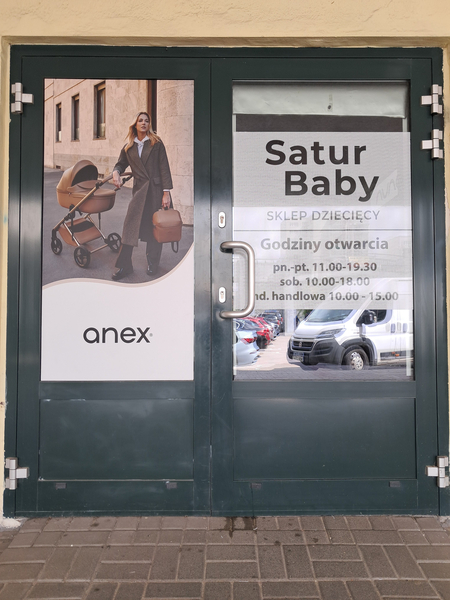 anex
Satur
Baby
SKLEP DZIECIĘCY
Godziny otwarcia
pn.-pt. 11.00-19.30
sob. 10.00-18.00
nd. handlowa 10.00 - 15.00